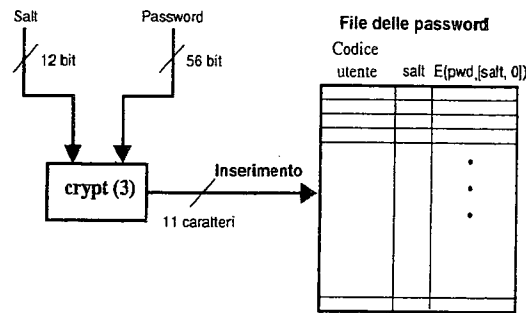 Salt
Password
File delle password
Codice
utente
salt
E(pwd,[salt, 0])
12 bit
56 bit
crypt (3)
Inserimento
11 caratteri